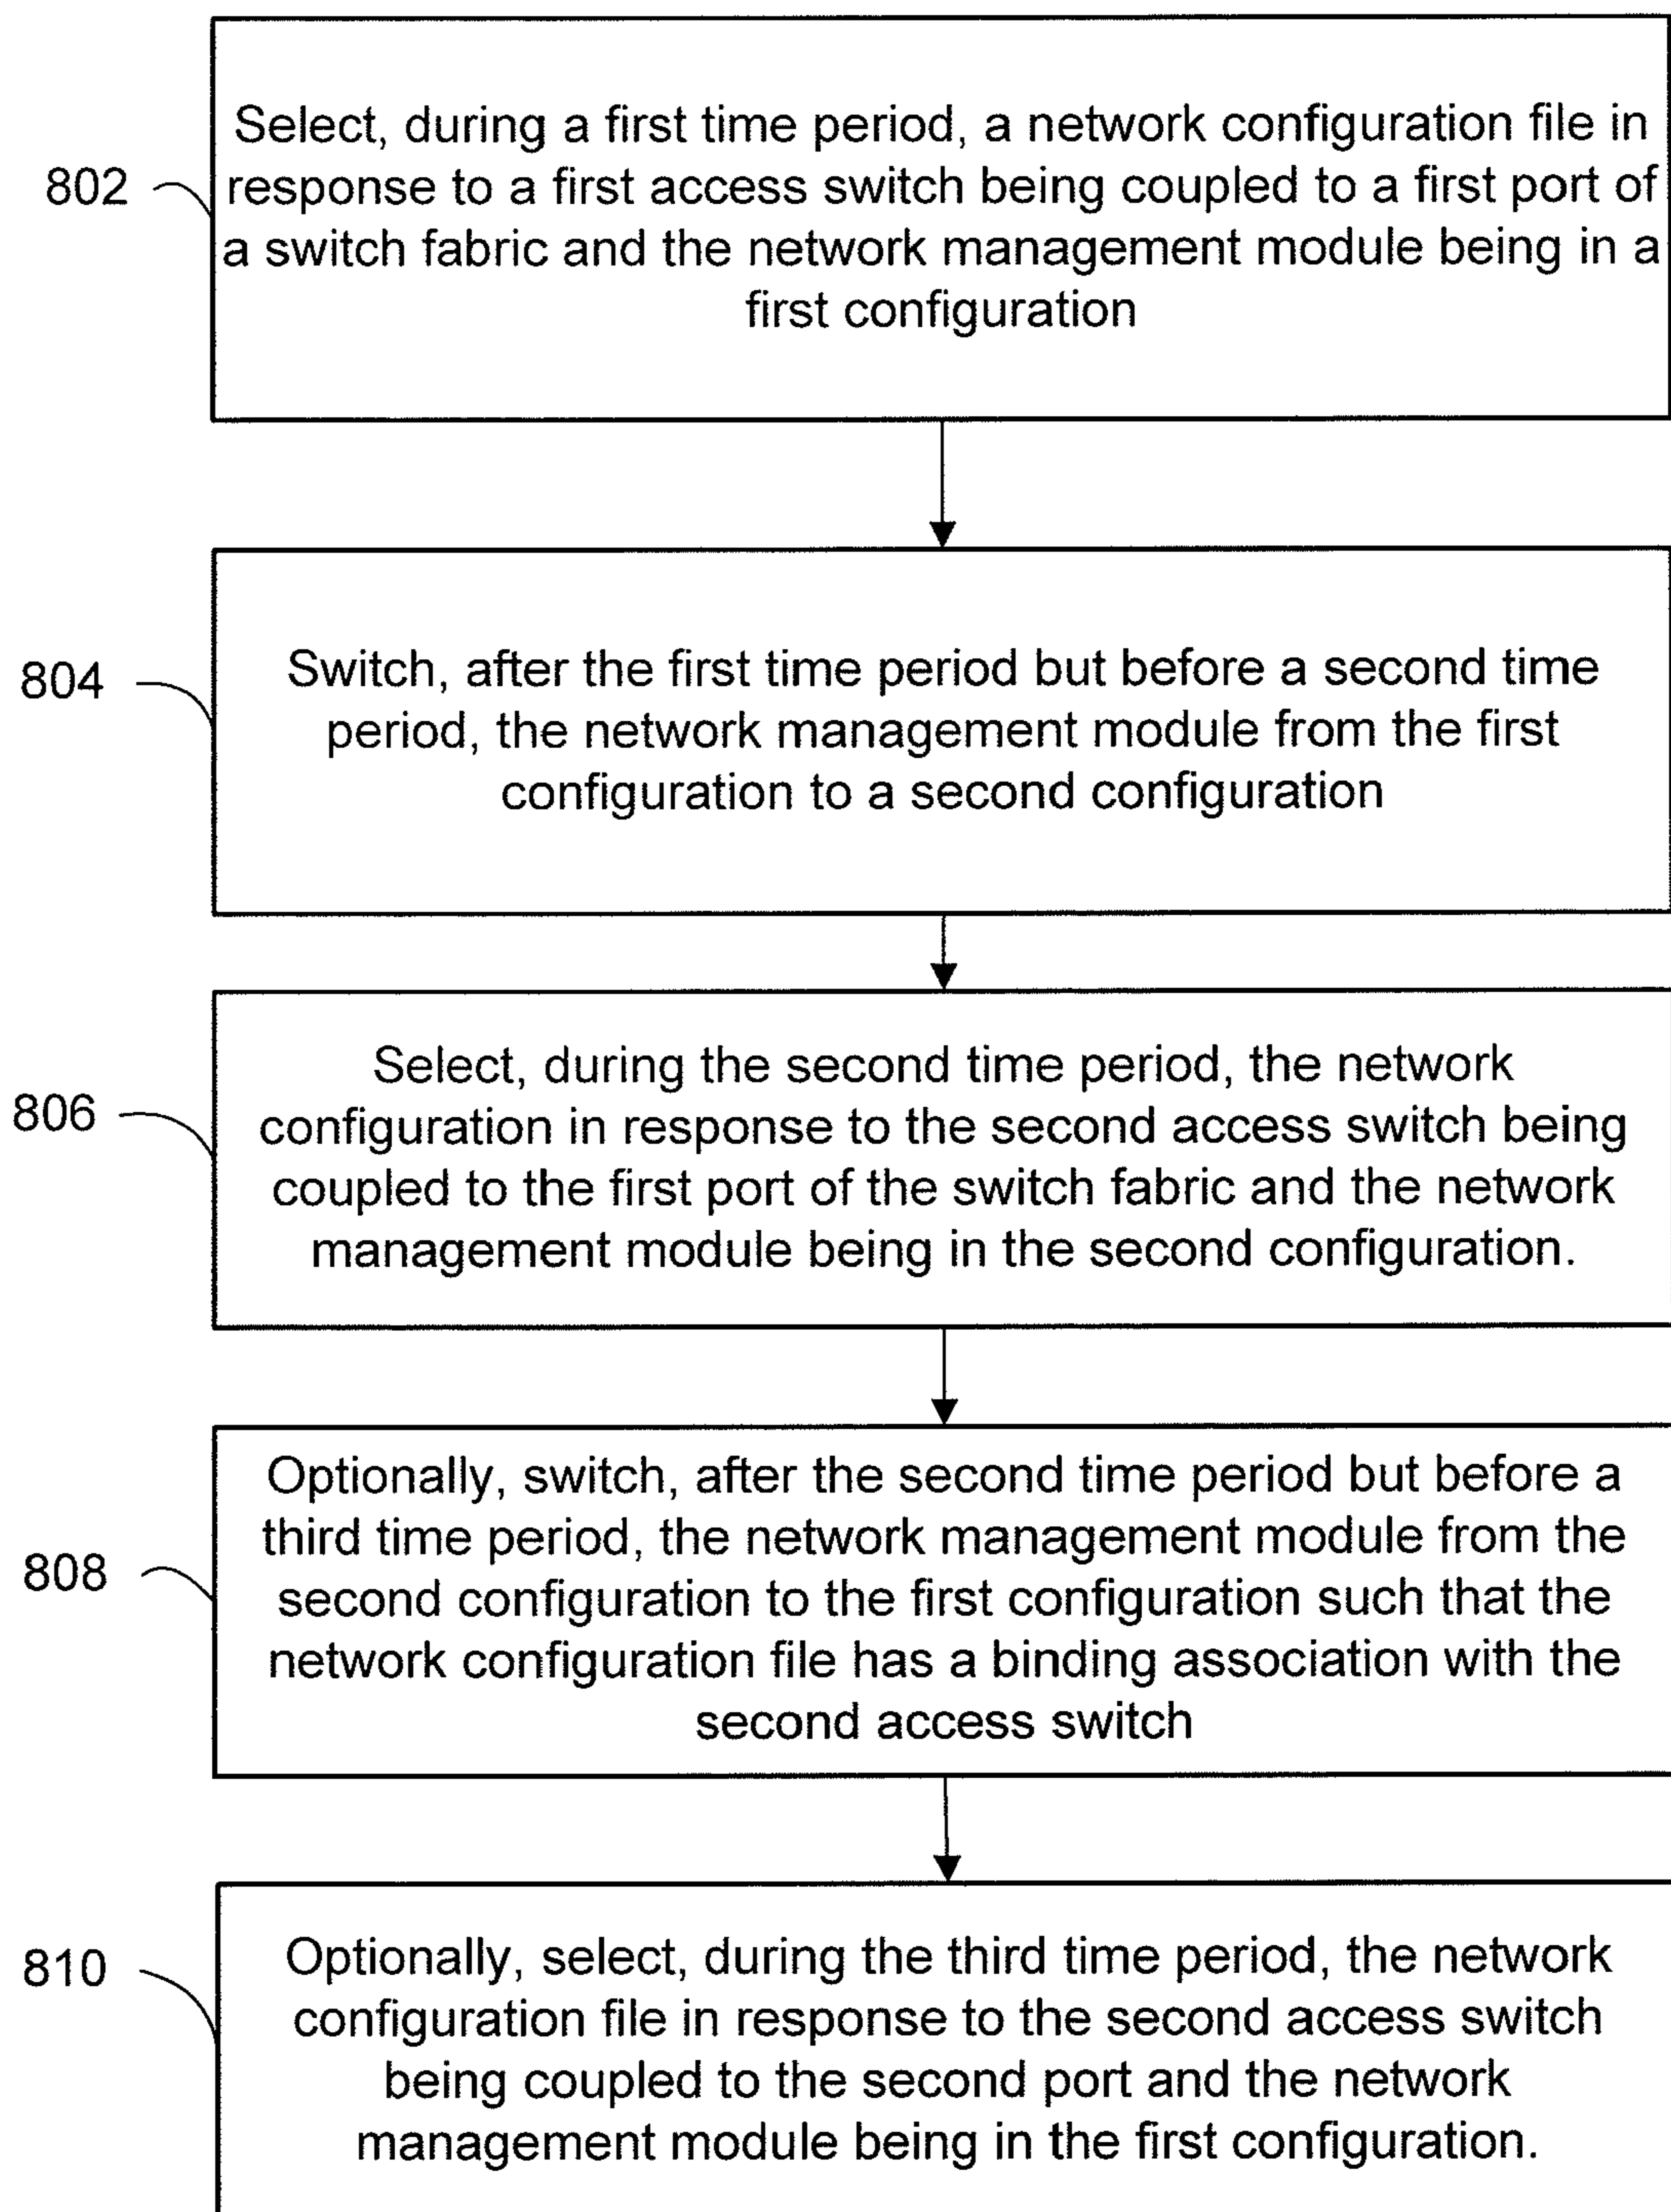 802
Select, during a first time period, a network configuration file in
response to a first access switch being coupled to a first port of
a switch fabric and the network management module being in a
first configuration
804
Switch, after the first time period but before a second time
period, the network management module from the first
configuration to a second configuration
806
Select, during the second time period, the network
configuration in response to the second access switch being
coupled to the first port of the switch fabric and the network
management module being in the second configuration.
808
Optionally, switch, after the second time period but before a
third time period, the network management module from the
second configuration to the first configuration such that the
network configuration file has a binding association with the
second access switch
810
Optionally, select, during the third time period, the network
configuration file in response to the second access switch
being coupled to the second port and the network
management module being in the first configuration.